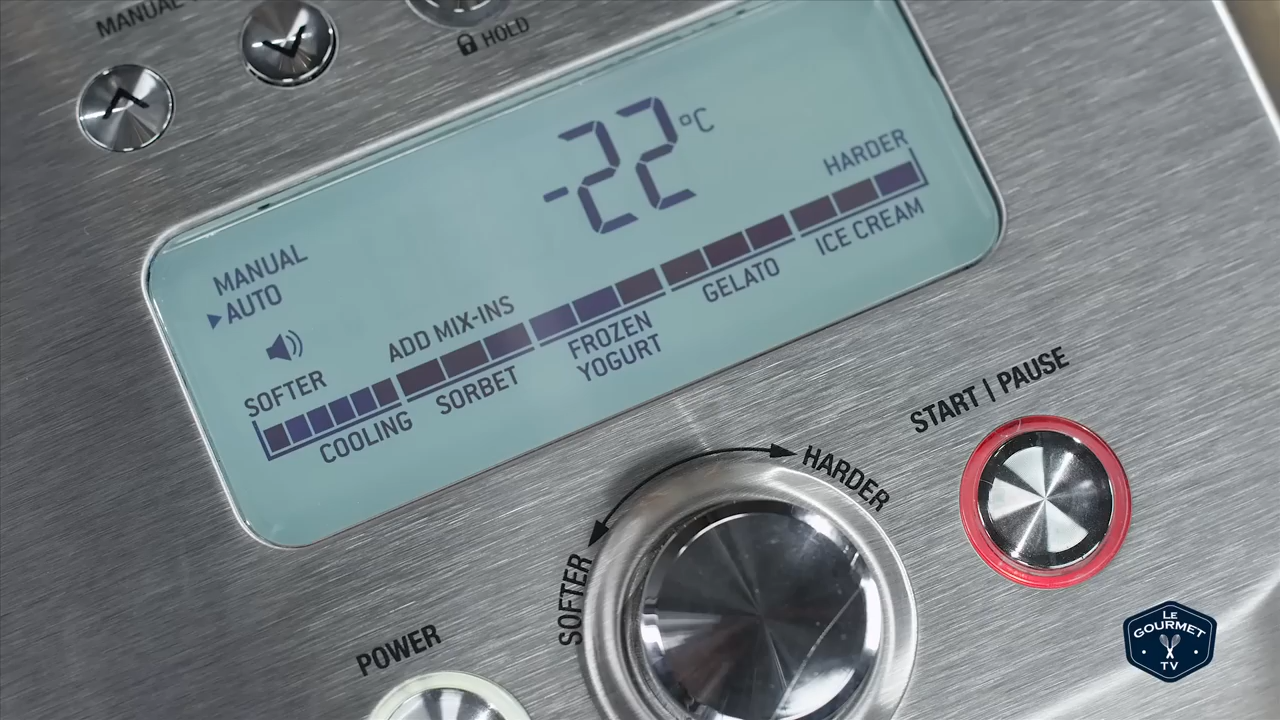 MANUAL
HOLD
-22 °C
HARDER
MANUAL
AUTO
ADD MIX-INS
SOFTER
COOLING
SORBET
FROZEN
YOGURT
GELATO
ICE CREAM
START | PAUSE
HARDER
SOFTER
POWER
LE
GOURMET
TV